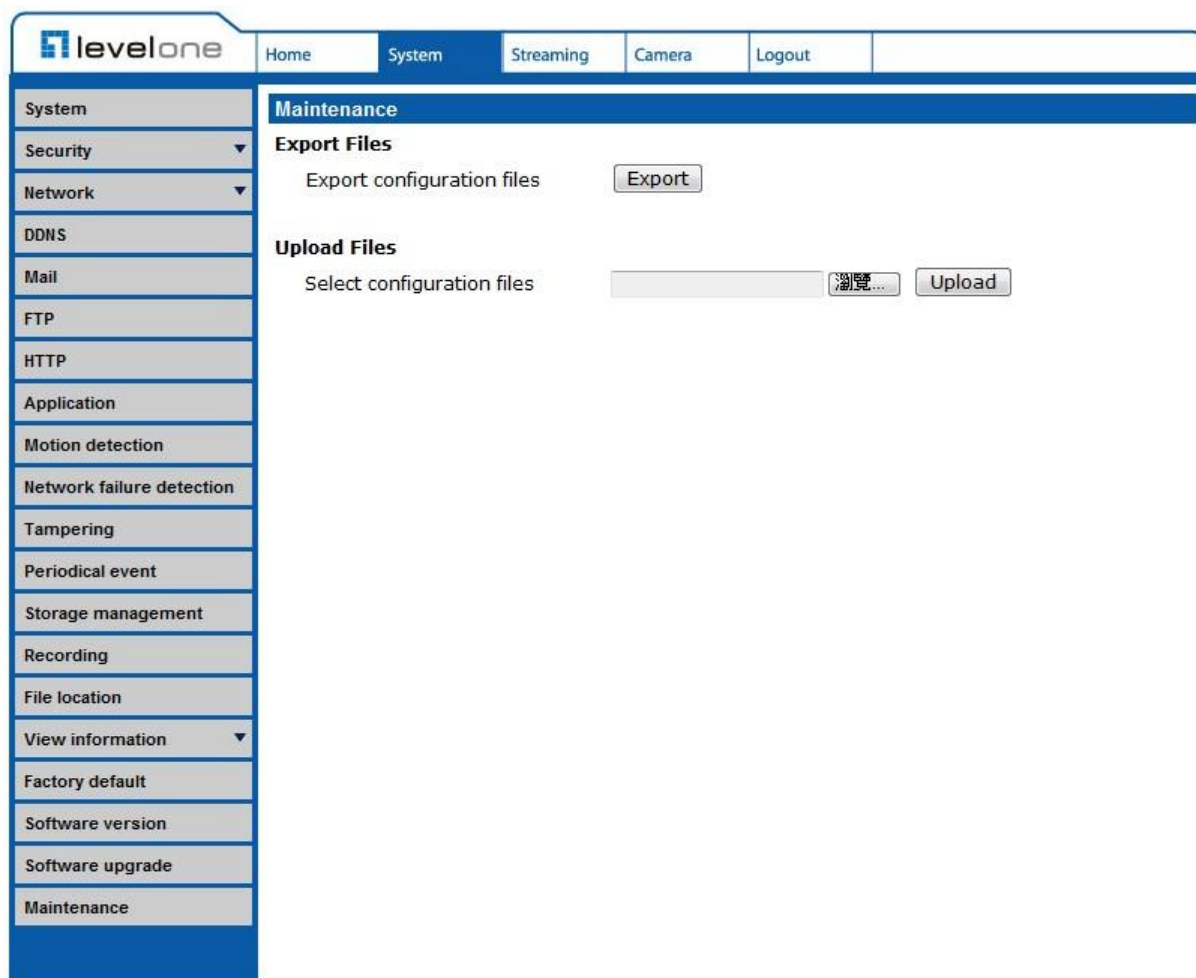 levelone
Home System Streaming Camera Logout
System
Security
Network
DDNS
Mail
FTP
HTTP
Application
Motion detection
Network failure detection
Tampering
Periodical event
Storage management
Recording
File location
View information
Factory default
Software version
Software upgrade
Maintenance
Maintenance
Export Files
Export configuration files Export
Upload Files
Select configuration files 瀏覽... Upload